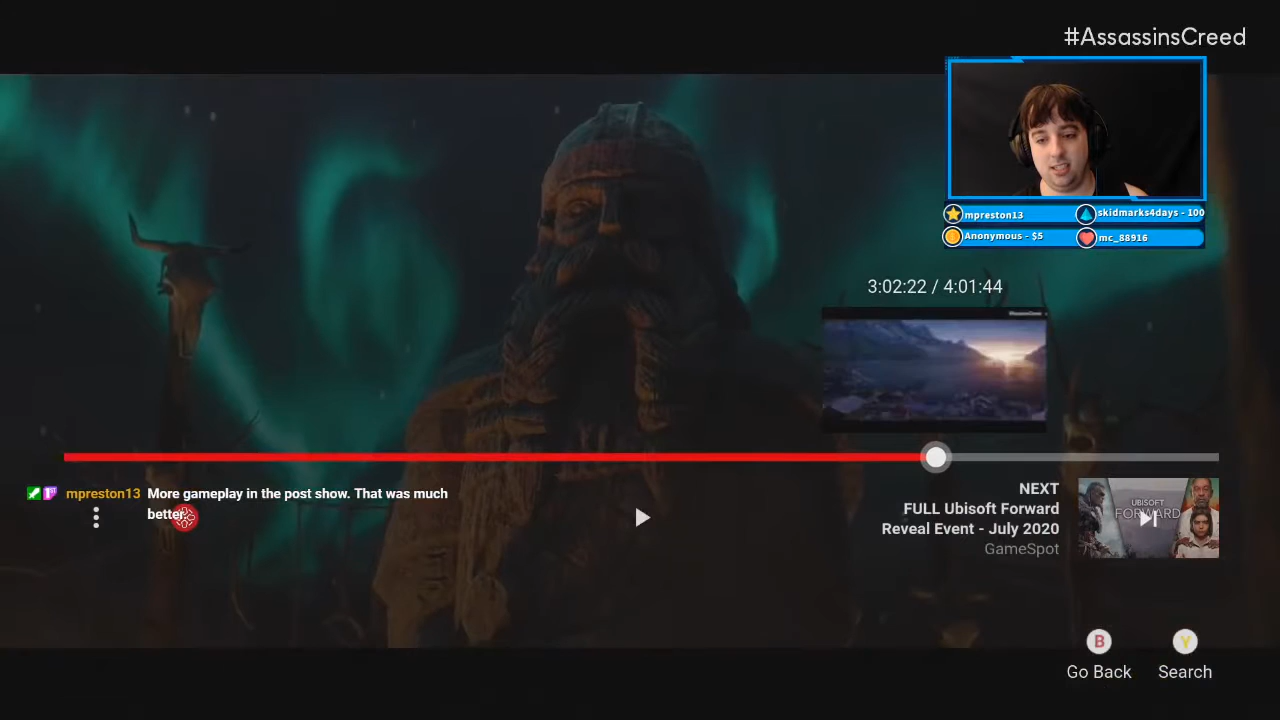 #AssassinsCreed
mpreston13
skidmarks4days - 100
Anonymous - $5
mc_88916
3:02:22 / 4:01:44
mpreston13 More gameplay in the post show. That was much
better.
NEXT
FULL Ubisoft Forward
Reveal Event - July 2020
GameSpot
UBISOFT
FORWARD
B
Go Back
Y
Search